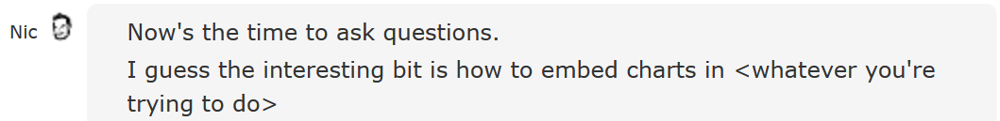 Nic
Now's the time to ask questions.
I guess the interesting bit is how to embed charts in <whatever you're
trying to do>